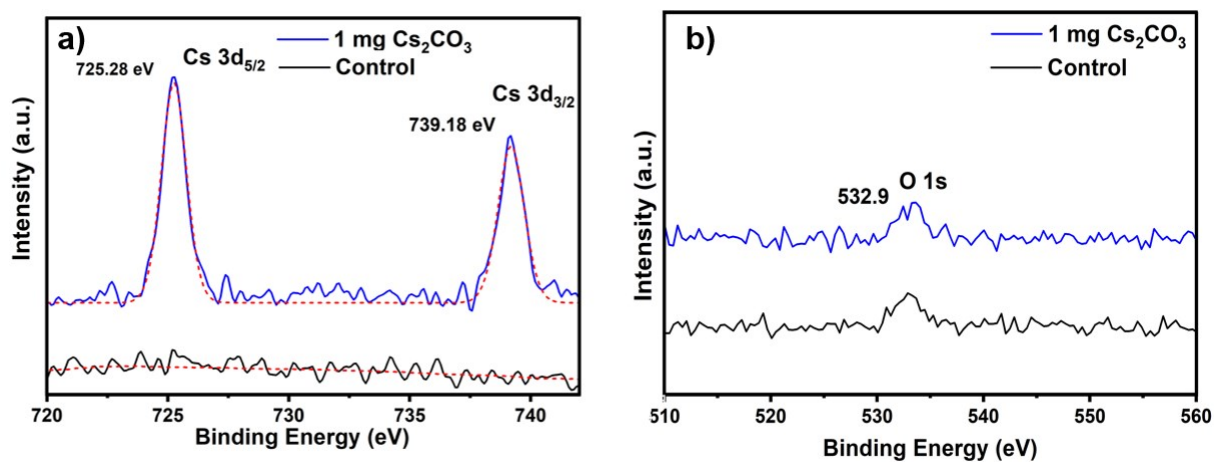 a)
1 mg Cs₂CO₃
Control
725.28 eV
Cs 3d₅/₂
739.18 eV
Cs 3d₃/₂
Intensity (a.u.)
720 725 730 735 740
Binding Energy (eV)
b)
1 mg Cs₂CO₃
Control
532.9
O 1s
Intensity (a.u.)
510 520 530 540 550 560
Binding Energy (eV)